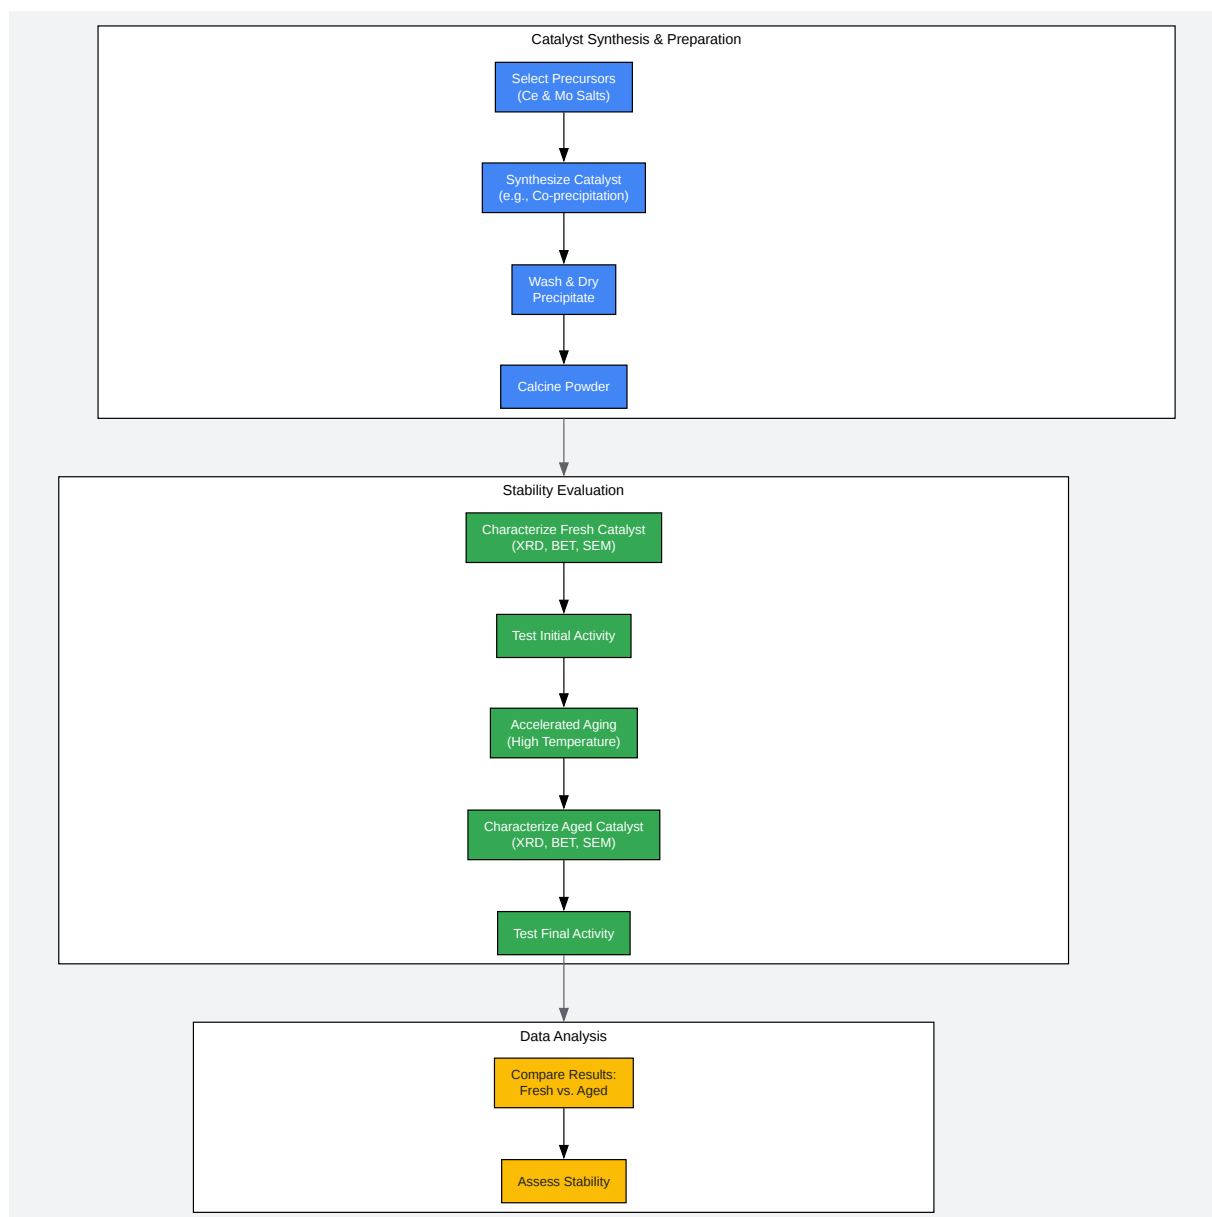 Catalyst Synthesis & Preparation
Select Precursors
(Ce & Mo Salts)
Synthesize Catalyst
(e.g., Co-precipitation)
Wash & Dry
Precipitate
Calcine Powder
Stability Evaluation
Characterize Fresh Catalyst
(XRD, BET, SEM)
Test Initial Activity
Accelerated Aging
(High Temperature)
Characterize Aged Catalyst
(XRD, BET, SEM)
Test Final Activity
Data Analysis
Compare Results:
Fresh vs. Aged
Assess Stability